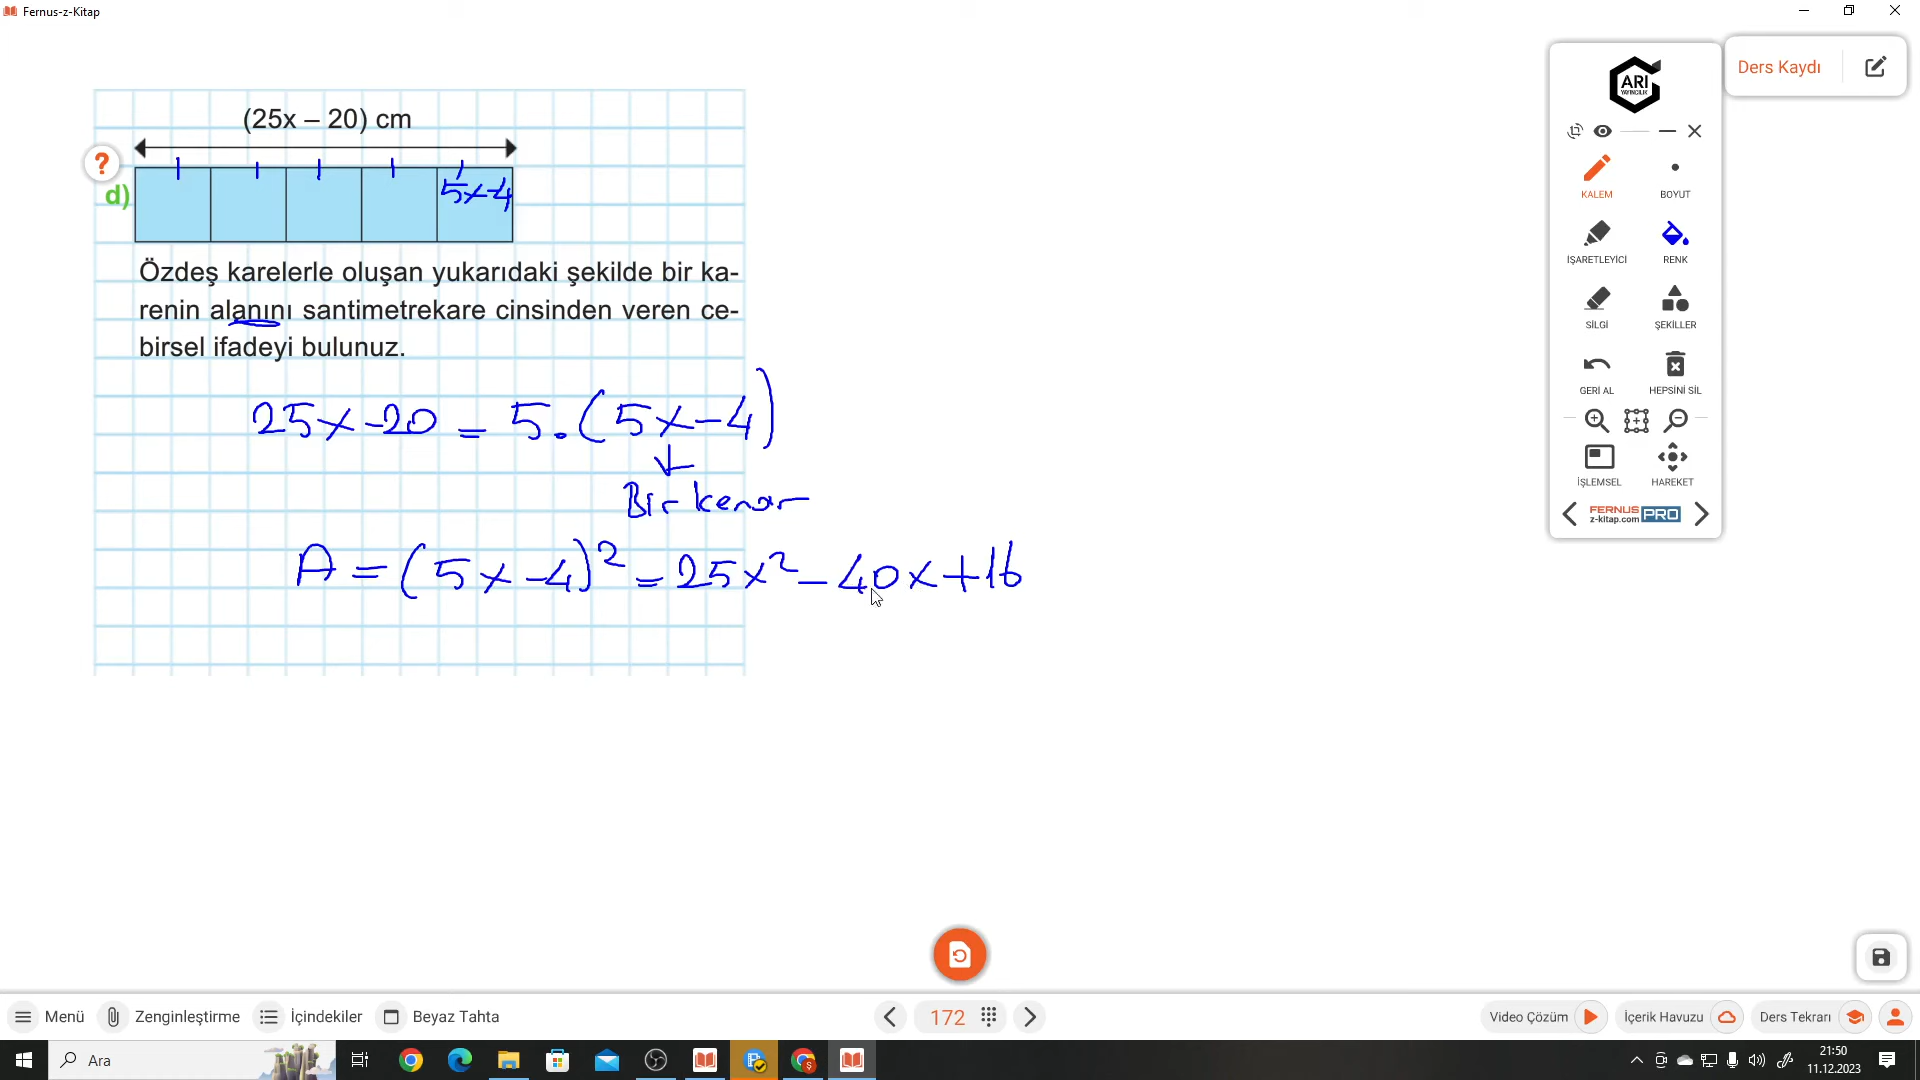 Fernus-z-Kitap
Ders Kaydı
ARI
YAYINCILIK
KALEM
BOYUT
İŞARETLEYİCİ
RENK
SİLGİ
ŞEKİLLER
GERİ AL
HEPSİNİ SİL
İŞLEMSEL
HAREKET
FERNUS PRO
z-kitap.com
(25x – 20) cm
?
d)
5x-4
Özdeş karelerle oluşan yukarıdaki şekilde bir ka-
renin alanını santimetrekare cinsinden veren ce-
birsel ifadeyi bulunuz.
25x-20 = 5.(5x-4)
Bir kenar
A = (5x-4)² = 25x² - 40x + 16
Menü
Zenginleştirme
İçindekiler
Beyaz Tahta
172
Video Çözüm
İçerik Havuzu
Ders Tekrarı
Ara
21:50
11.12.2023